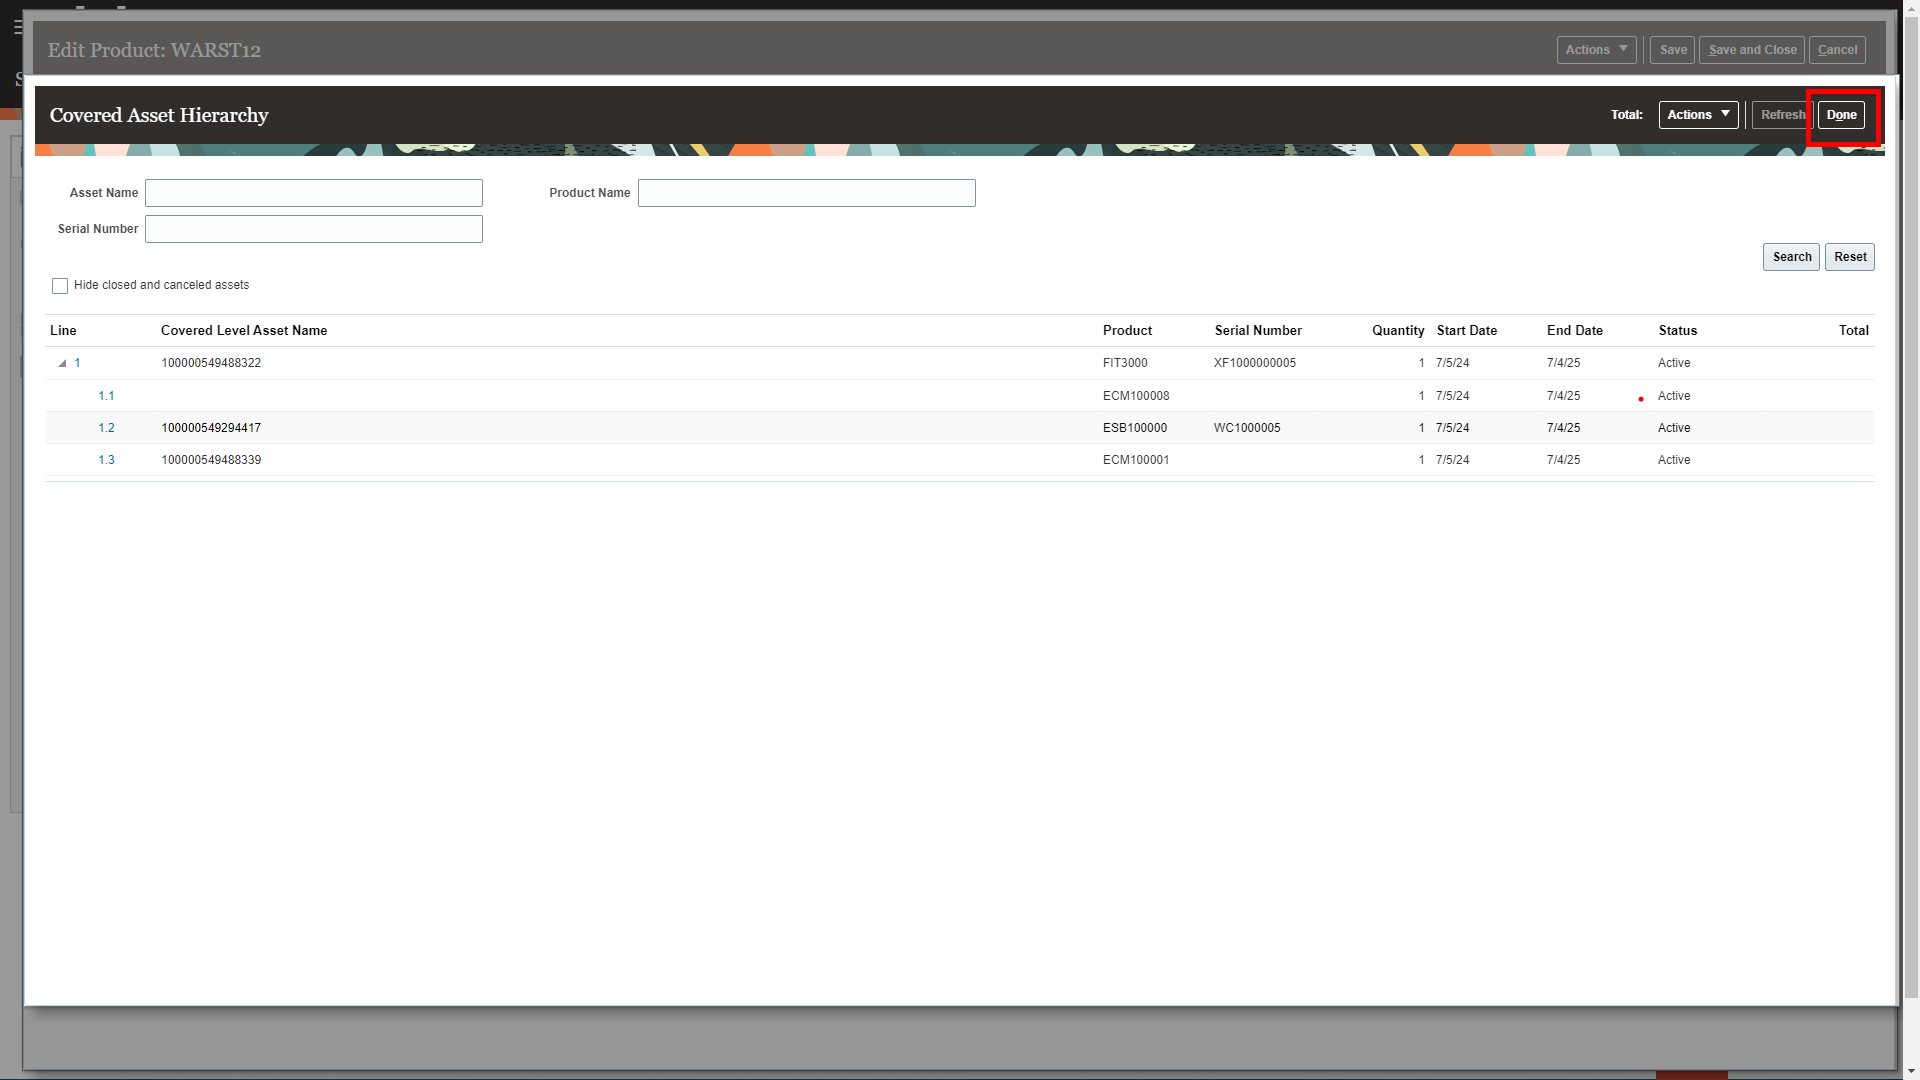 Edit Product: WARST12
Actions Save Save and Close Cancel
Covered Asset Hierarchy
Total: Actions Refresh Done
Asset Name Product Name
Serial Number
Search Reset
Hide closed and canceled assets
Line Covered Level Asset Name Product Serial Number Quantity Start Date End Date Status Total
1 100000549488322 FIT3000 XF1000000005 1 7/5/24 7/4/25 Active
1.1 ECM100008 1 7/5/24 7/4/25 Active
1.2 100000549294417 ESB100000 WC1000005 1 7/5/24 7/4/25 Active
1.3 100000549488339 ECM100001 1 7/5/24 7/4/25 Active